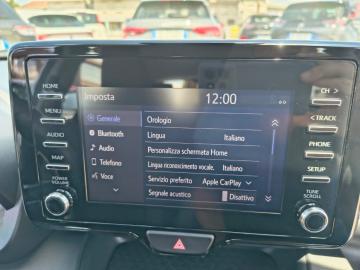 Imposta
12:00
HOME
MENU
AUDIO
MAP
POWER
VOLUME
Generale
Bluetooth
Audio
Telefono
Voce
Orologio
Lingua Italiano
Personalizza schermata Home
Lingua riconoscimento vocale. Italiano
Servizio preferito Apple CarPlay
Segnale acustico Disattivo
CH >
< TRACK
PHONE
SETUP
TUNE
SCROLL